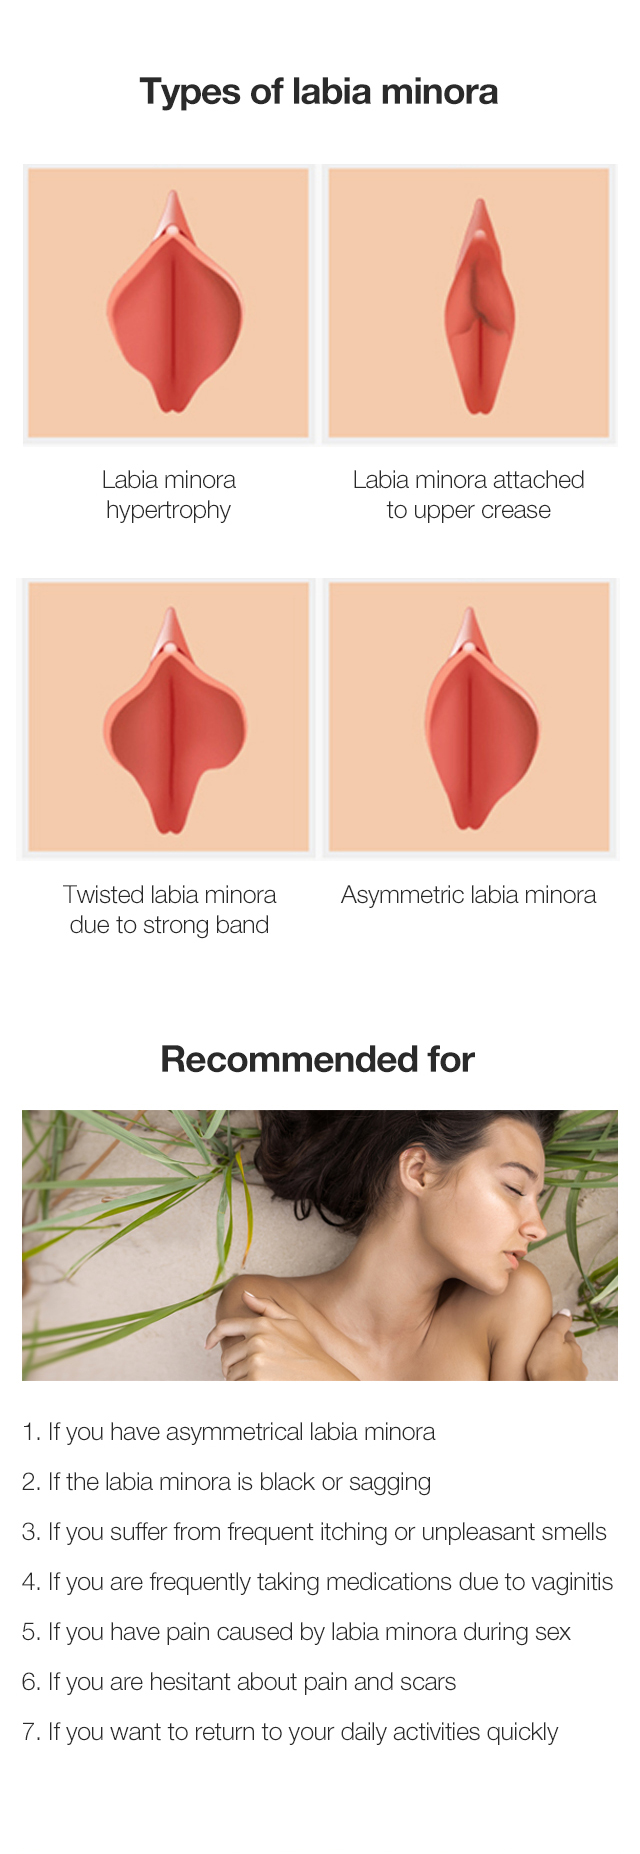 Types of labia minora
Labia minora
hypertrophy
Labia minora attached
to upper crease
Twisted labia minora
due to strong band
Asymmetric labia minora
Recommended for
1. If you have asymmetrical labia minora
2. If the labia minora is black or sagging
3. If you suffer from frequent itching or unpleasant smells
4. If you are frequently taking medications due to vaginitis
5. If you have pain caused by labia minora during sex
6. If you are hesitant about pain and scars
7. If you want to return to your daily activities quickly